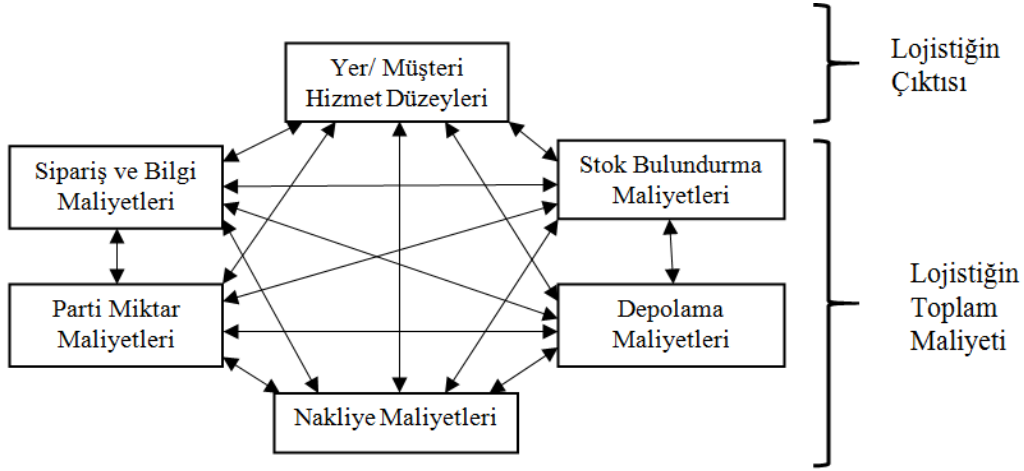 Yer/ Müşteri
Hizmet Düzeyleri
Lojistiğin
Çıktısı
Sipariş ve Bilgi
Maliyetleri
Stok Bulundurma
Maliyetleri
Parti Miktar
Maliyetleri
Depolama
Maliyetleri
Lojistiğin
Toplam
Maliyeti
Nakliye Maliyetleri